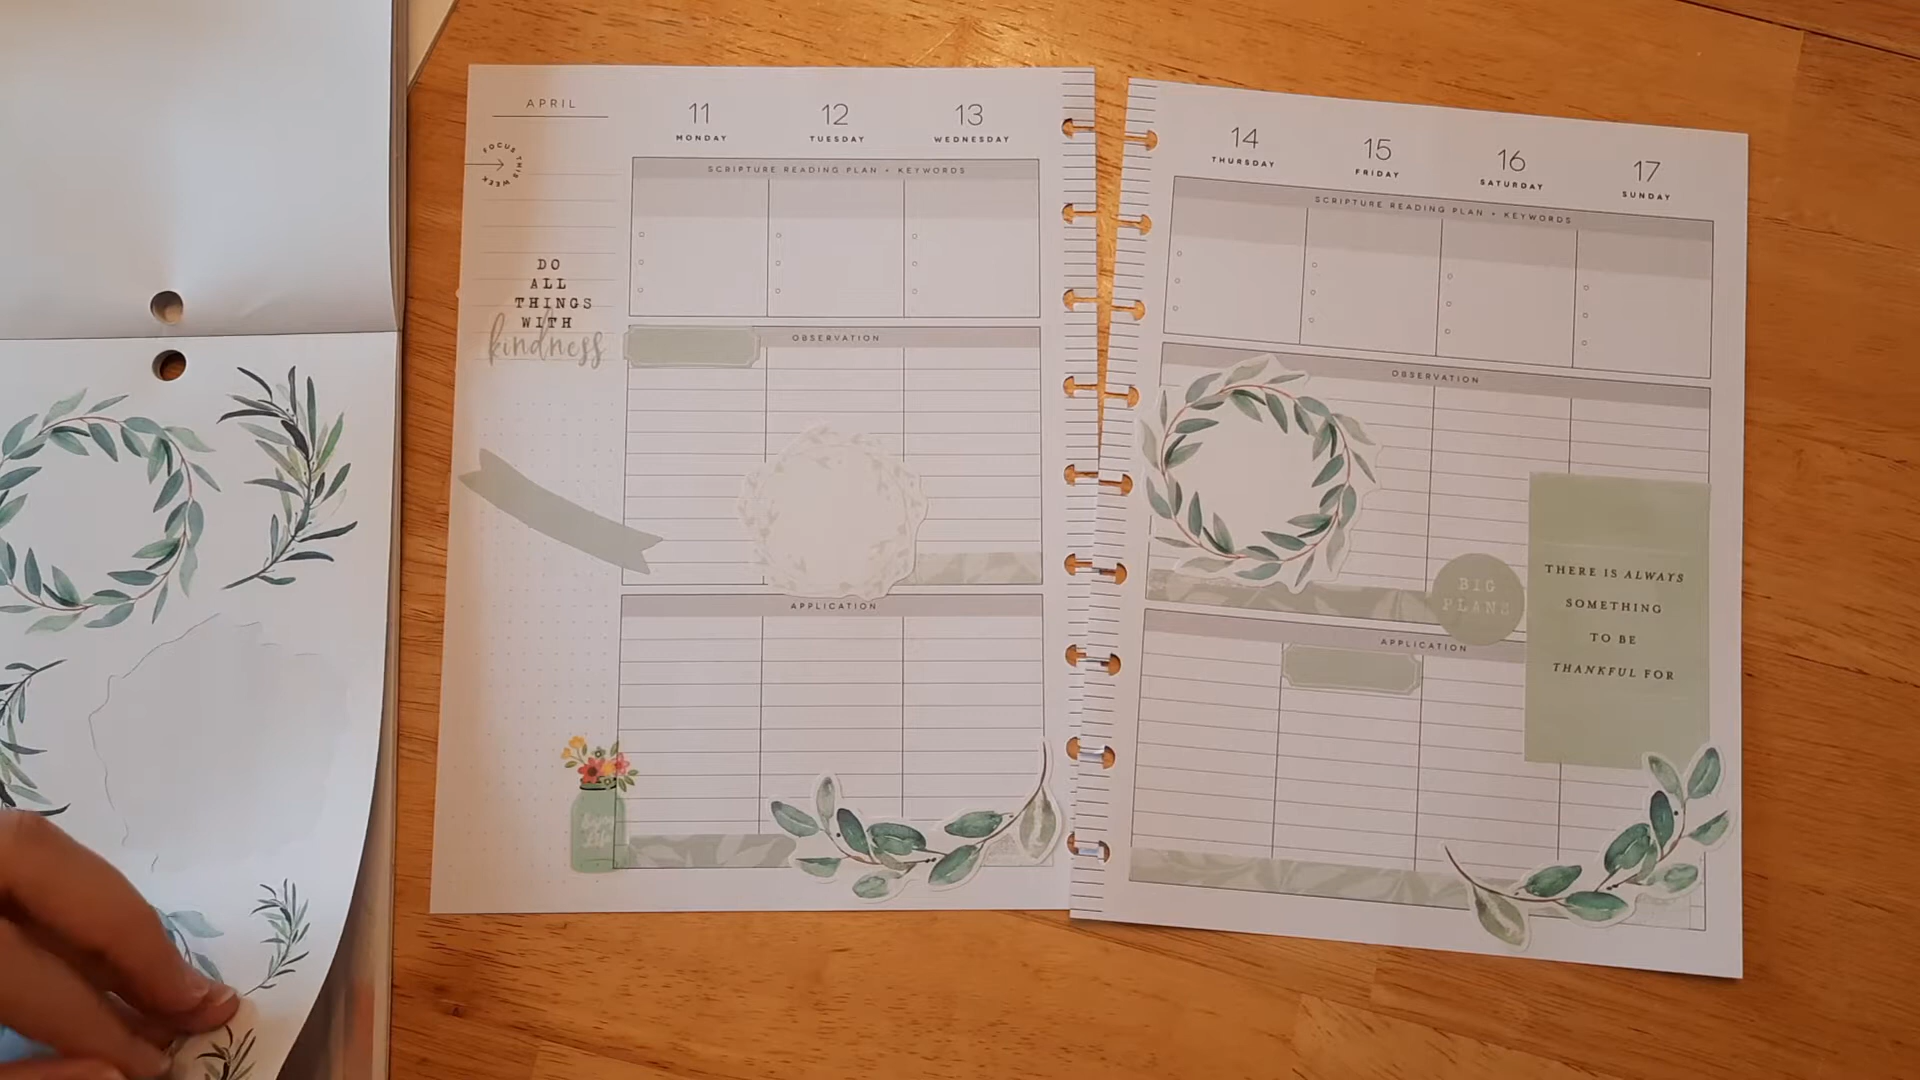 APRIL
11
MONDAY
12
TUESDAY
13
WEDNESDAY
FOCUS THIS WEEK
SCRIPTURE READING PLAN + KEYWORDS
DO
ALL
THINGS
WITH
kindness
OBSERVATION
APPLICATION
14
THURSDAY
15
FRIDAY
16
SATURDAY
17
SUNDAY
SCRIPTURE READING PLAN + KEYWORDS
OBSERVATION
BIG
PLANS
THERE IS ALWAYS
SOMETHING
TO BE
THANKFUL FOR
APPLICATION